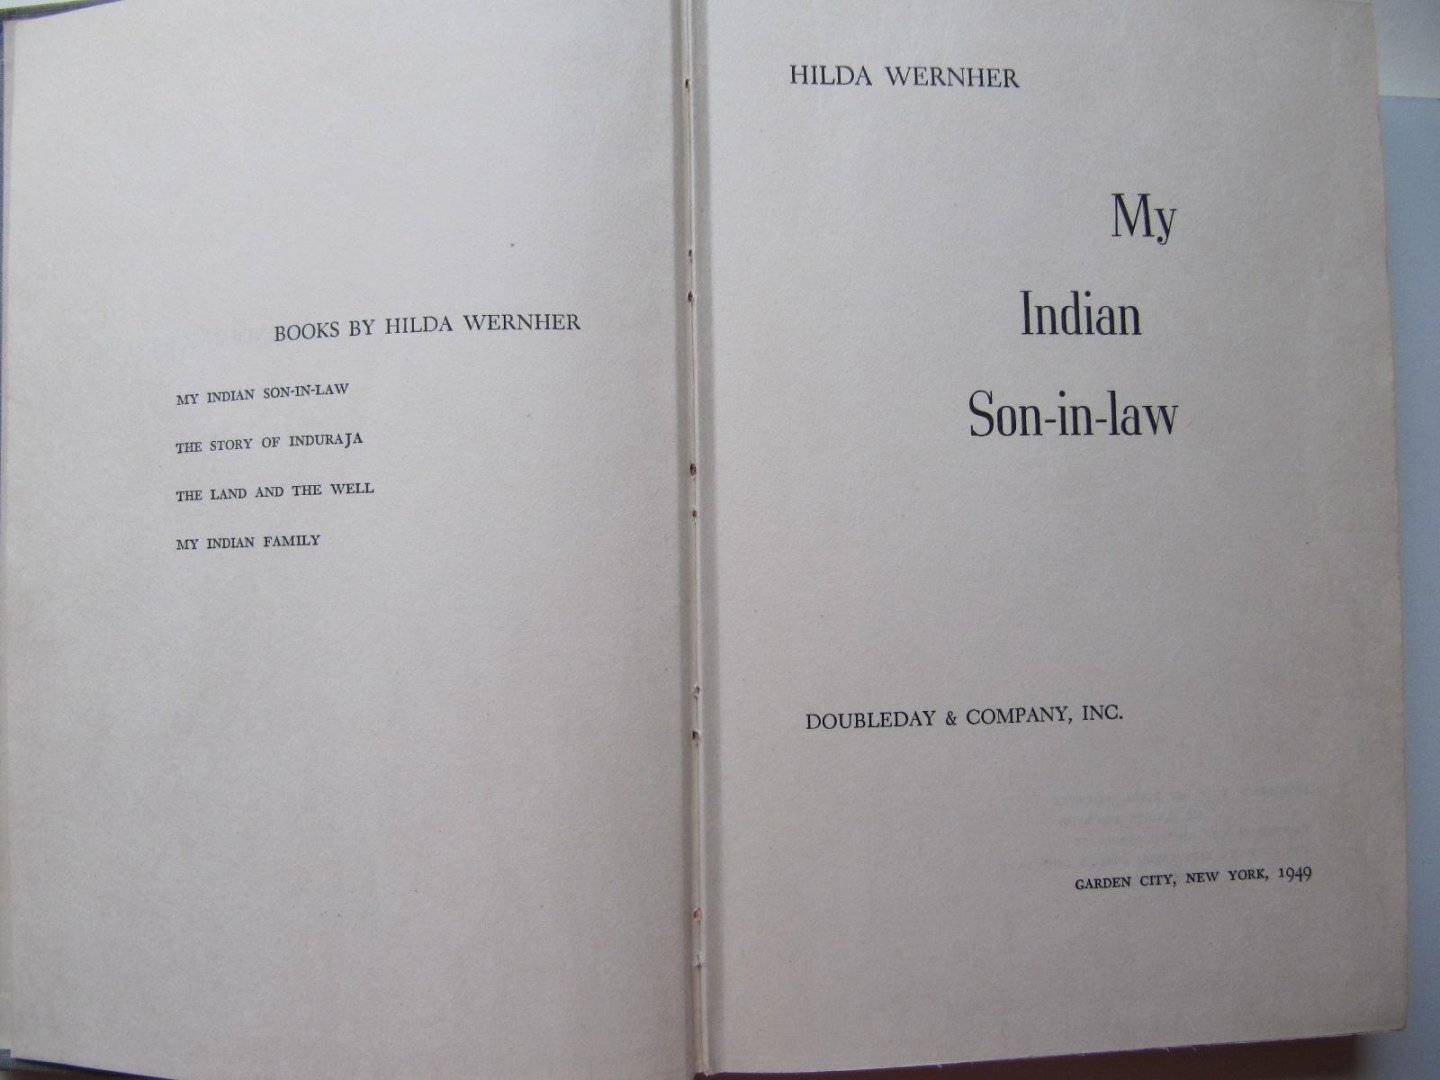 BOOKS BY HILDA WERNHER
MY INDIAN SON-IN-LAW
THE STORY OF INDURAJA
THE LAND AND THE WELL
MY INDIAN FAMILY
HILDA WERNHER
My
Indian
Son-in-law
DOUBLEDAY & COMPANY, INC.
GARDEN CITY, NEW YORK, 1949